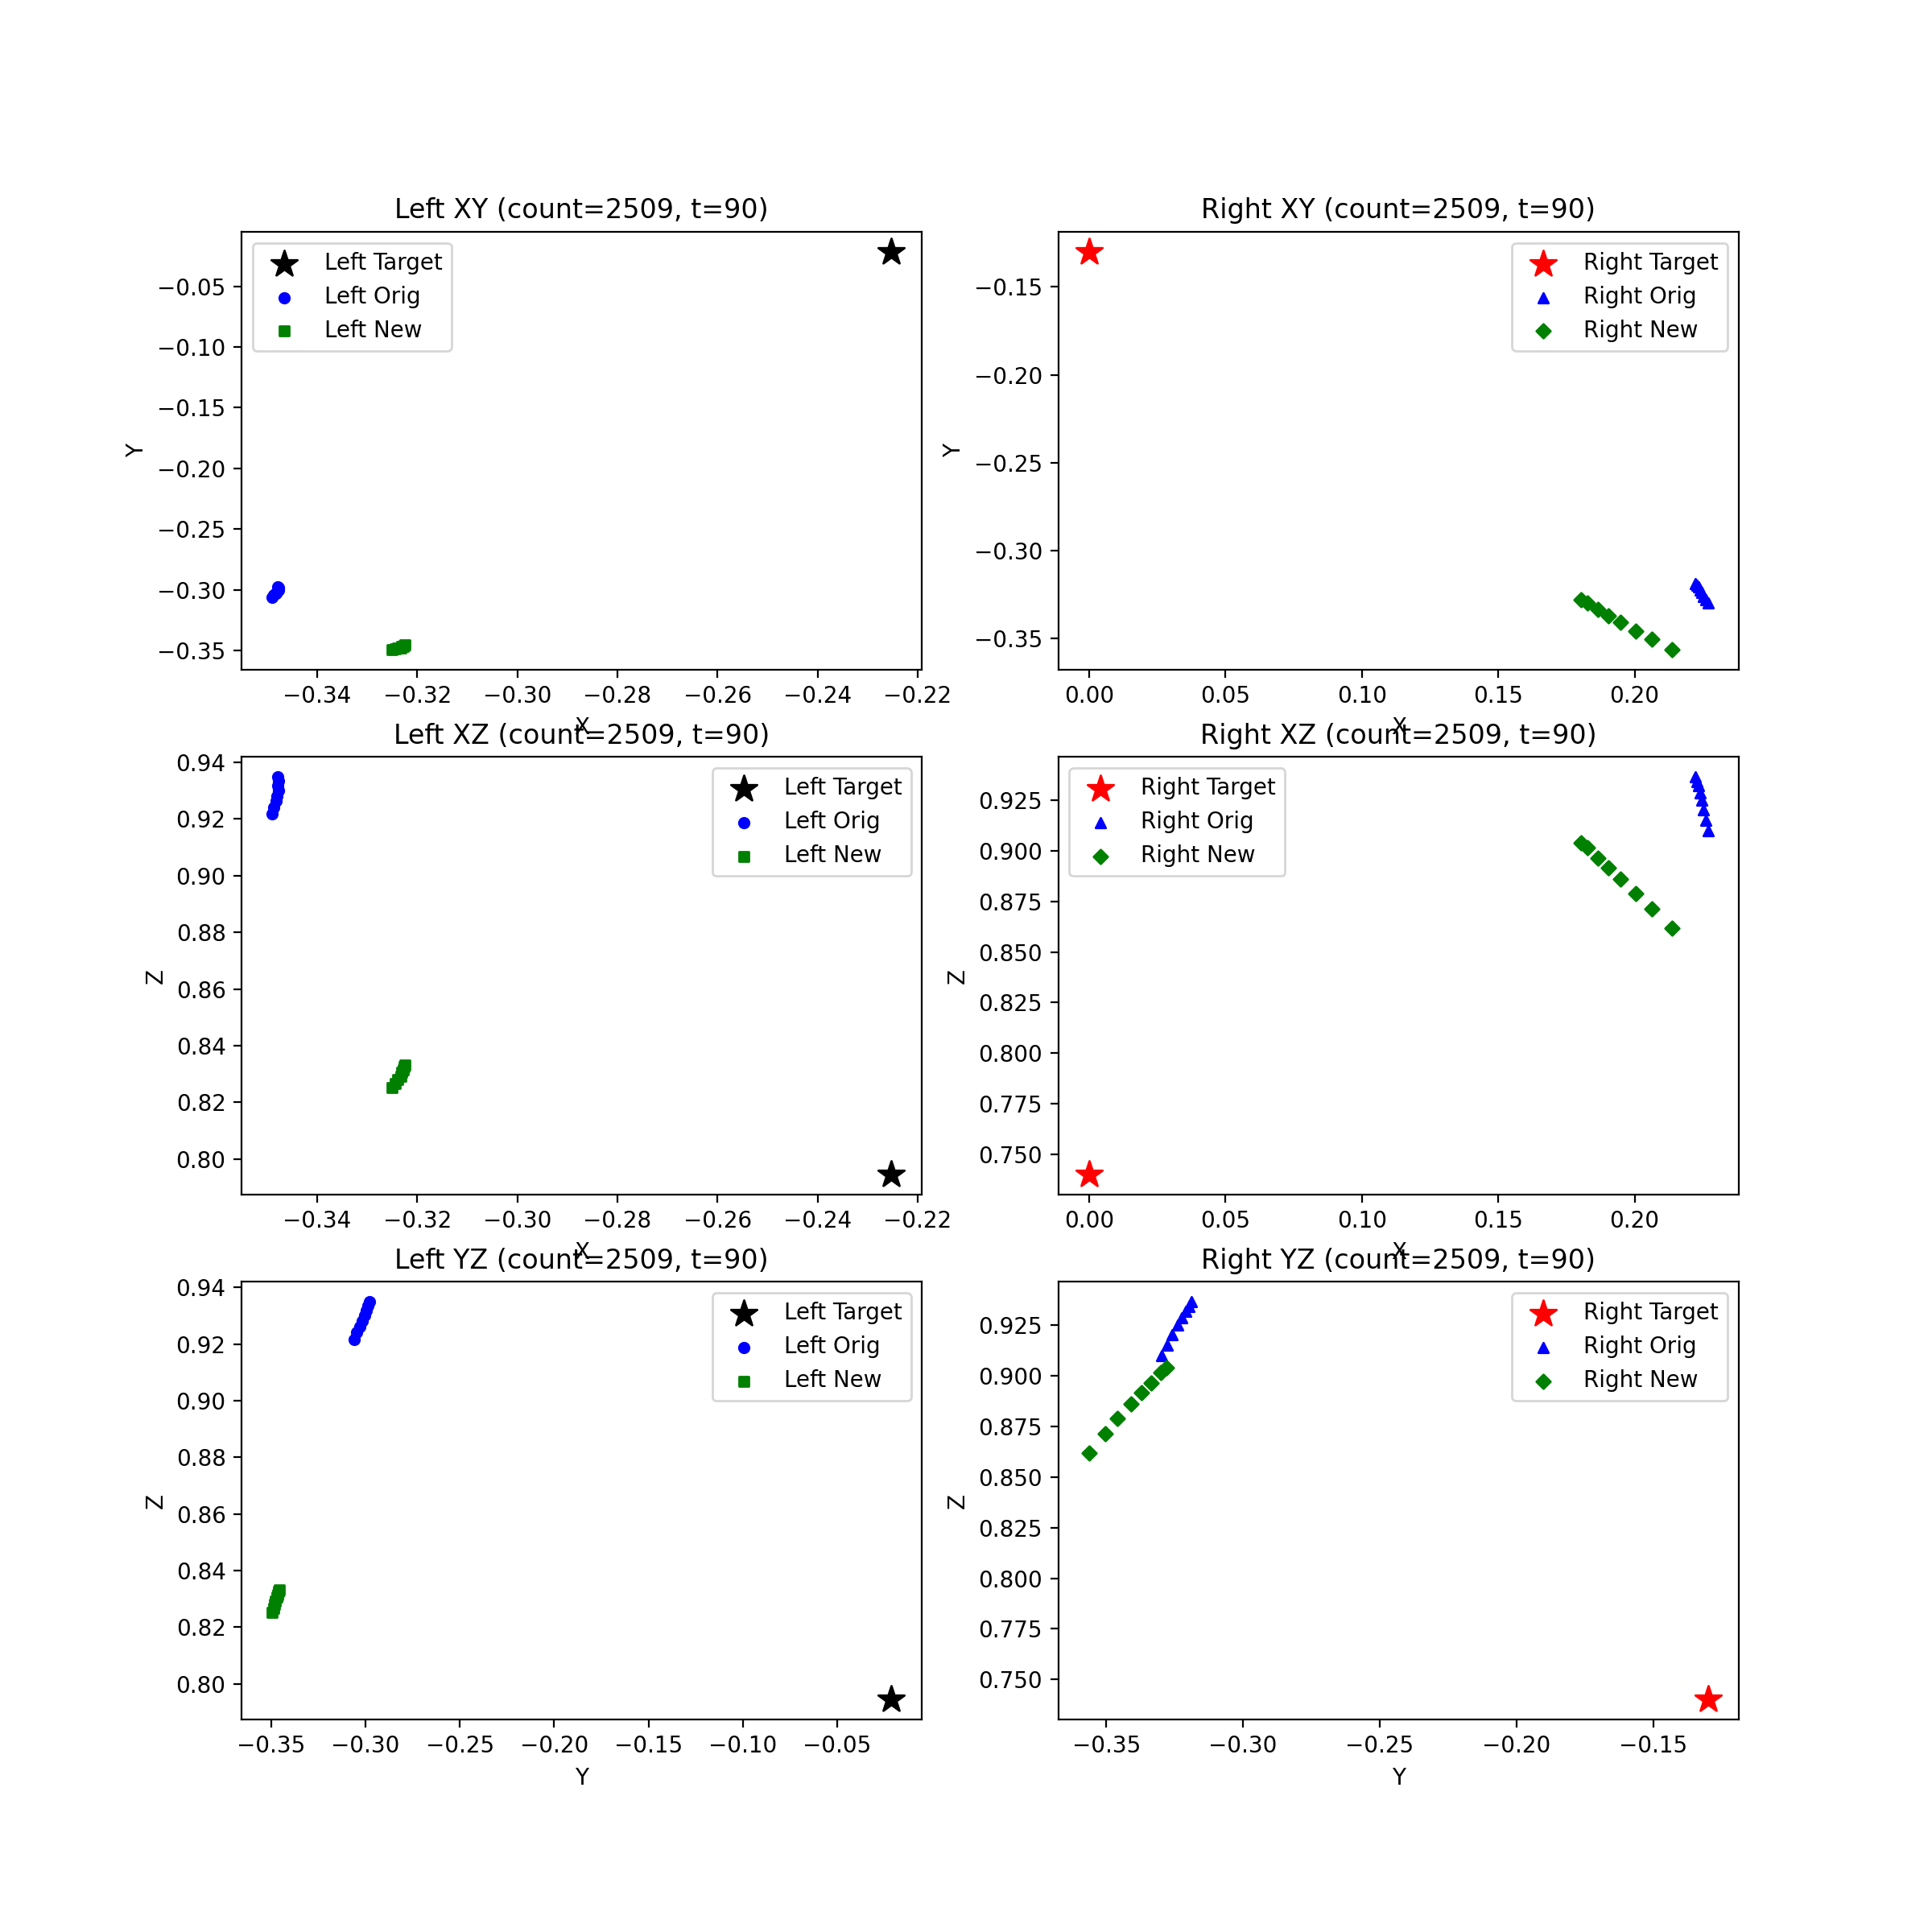 Left XY (count=2509, t=90)
Left Target
Left Orig
Left New
Y
−0.05
−0.10
−0.15
−0.20
−0.25
−0.30
−0.35
−0.34
−0.32
−0.30
−0.28
−0.26
−0.24
−0.22
X
Right XY (count=2509, t=90)
Right Target
Right Orig
Right New
Y
−0.15
−0.20
−0.25
−0.30
−0.35
0.00
0.05
0.10
0.15
0.20
X
Left XZ (count=2509, t=90)
Left Target
Left Orig
Left New
Z
0.94
0.92
0.90
0.88
0.86
0.84
0.82
0.80
−0.34
−0.32
−0.30
−0.28
−0.26
−0.24
−0.22
X
Right XZ (count=2509, t=90)
Right Target
Right Orig
Right New
Z
0.925
0.900
0.875
0.850
0.825
0.800
0.775
0.750
0.00
0.05
0.10
0.15
0.20
X
Left YZ (count=2509, t=90)
Left Target
Left Orig
Left New
Z
0.94
0.92
0.90
0.88
0.86
0.84
0.82
0.80
−0.35
−0.30
−0.25
−0.20
−0.15
−0.10
−0.05
Y
Right YZ (count=2509, t=90)
Right Target
Right Orig
Right New
Z
0.925
0.900
0.875
0.850
0.825
0.800
0.775
0.750
−0.35
−0.30
−0.25
−0.20
−0.15
Y